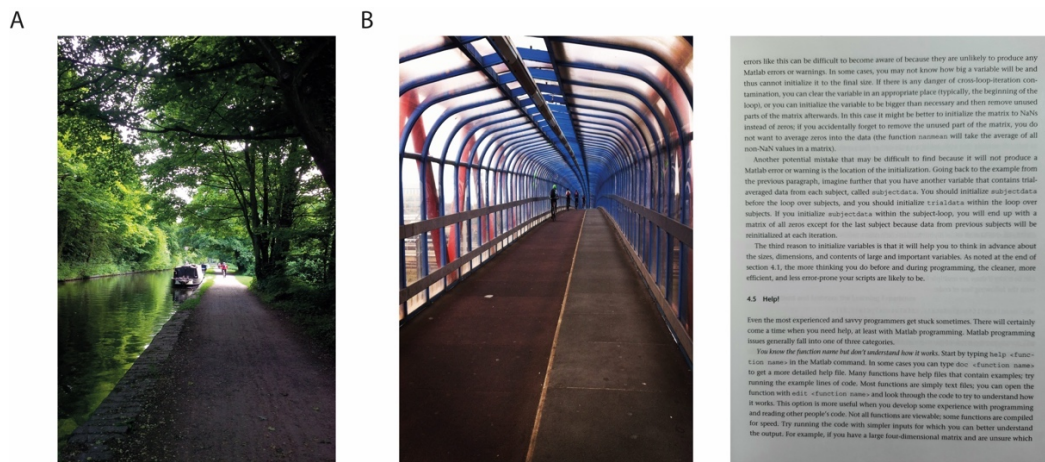 A
B
errors like this can be difficult to become aware of because they are unlikely to produce any
Matlab errors or warnings. In some cases, you may not know how big a variable will be and
thus cannot initialize it to the final size. If there is any danger of cross-loop-iteration con-
tamination, you can clear the variable in an appropriate place (typically, the beginning of the
loop), or you can initialize the variable to be bigger than necessary and then remove unused
parts of the matrix afterwards. In this case it might be better to initialize the matrix to NaNs
instead of zeros; if you accidentally forget to remove the unused part of the matrix, you do
not want to average zeros into the data (the function nanmean will take the average of all
non-NaN values in a matrix).
Another potential mistake that may be difficult to find because it will not produce a
Matlab error or warning is the location of the initialization. Going back to the example from
the previous paragraph, imagine further that you have another variable that contains trial-
averaged data from each subject, called subjectdata. You should initialize subjectdata
before the loop over subjects, and you should initialize trialdata within the loop over
subjects. If you initialize subjectdata within the subject-loop, you will end up with a
matrix of all zeros except for the last subject because data from previous subjects will be
reinitialized at each iteration.
The third reason to initialize variables is that it will help you to think in advance about
the sizes, dimensions, and contents of large and important variables. As noted at the end of
section 4.1, the more thinking you do before and during programming, the cleaner, more
efficient, and less error-prone your scripts are likely to be.
4.5 Help!
Even the most experienced and savvy programmers get stuck sometimes. There will certainly
come a time when you need help, at least with Matlab programming. Matlab programming
issues generally fall into one of three categories.
You know the function name but don't understand how it works. Start by typing help <func-
tion name> in the Matlab command. In some cases you can type doc <function name>
to get a more detailed help file. Many functions have help files that contain examples; try
running the example lines of code. Most functions are simply text files; you can open the
function with edit <function name> and look through the code to try to understand how
it works. This option is more useful when you develop some experience with programming
and reading other people's code. Not all functions are viewable; some functions are compiled
for speed. Try running the code with simpler inputs for which you can better understand
the output. For example, if you have a large four-dimensional matrix and are unsure which